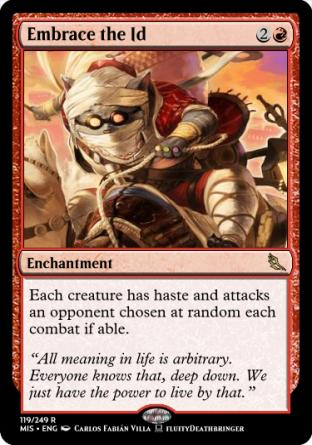 Embrace the Id 2
Enchantment
Each creature has haste and attacks
an opponent chosen at random each
combat if able.
“All meaning in life is arbitrary.
Everyone knows that, deep down. We
just have the power to live by that.”
119/249 R
MIS • ENG Carlos Fabián Villa fluffyDeathbringer